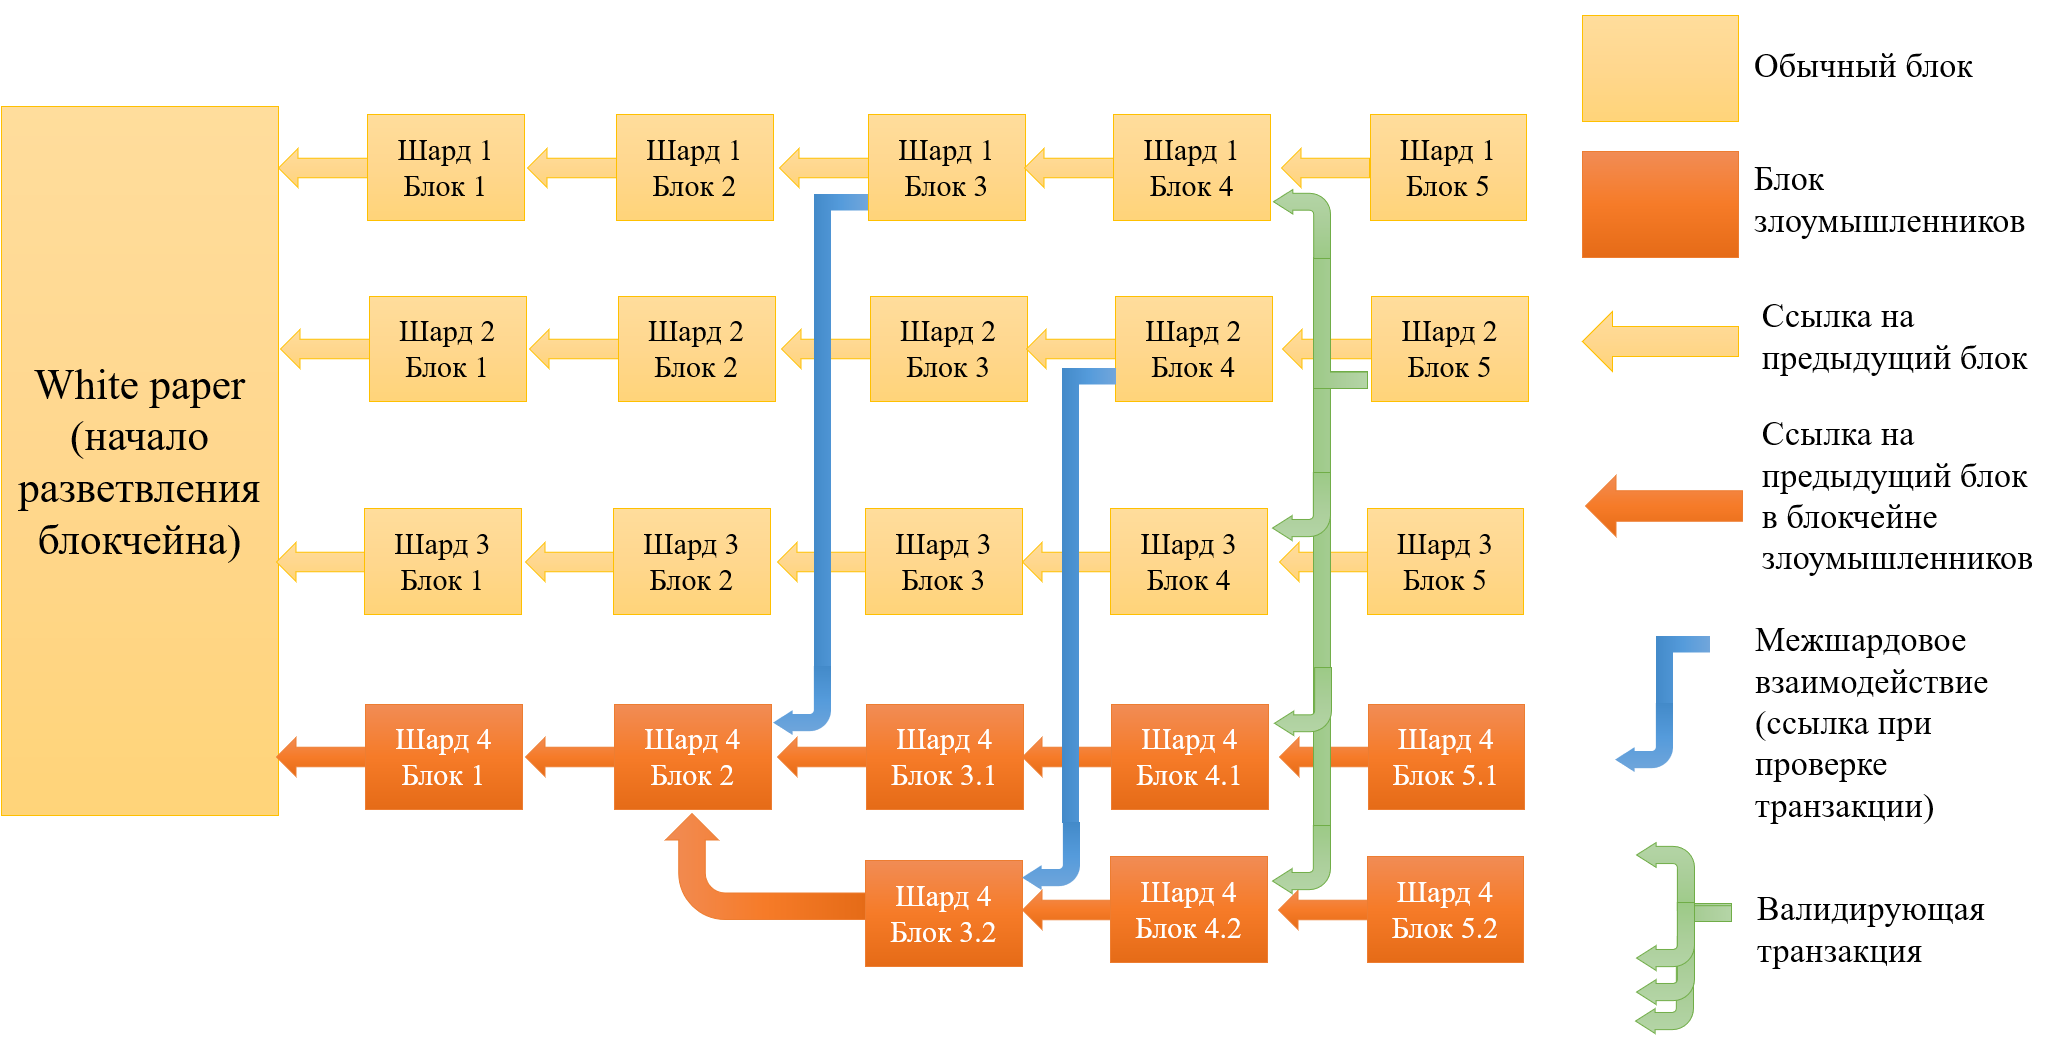 White paper
(начало
разветвления
блокчейна)
Шард 1
Блок 1
Шард 1
Блок 2
Шард 1
Блок 3
Шард 1
Блок 4
Шард 1
Блок 5
Шард 2
Блок 1
Шард 2
Блок 2
Шард 2
Блок 3
Шард 2
Блок 4
Шард 2
Блок 5
Шард 3
Блок 1
Шард 3
Блок 2
Шард 3
Блок 3
Шард 3
Блок 4
Шард 3
Блок 5
Шард 4
Блок 1
Шард 4
Блок 2
Шард 4
Блок 3.1
Шард 4
Блок 4.1
Шард 4
Блок 5.1
Шард 4
Блок 3.2
Шард 4
Блок 4.2
Шард 4
Блок 5.2
Обычный блок
Блок
злоумышленников
Ссылка на
предыдущий блок
Ссылка на
предыдущий блок
в блокчейне
злоумышленников
Межшардовое
взаимодействие
(ссылка при
проверке
транзакции)
Валидирующая
транзакция